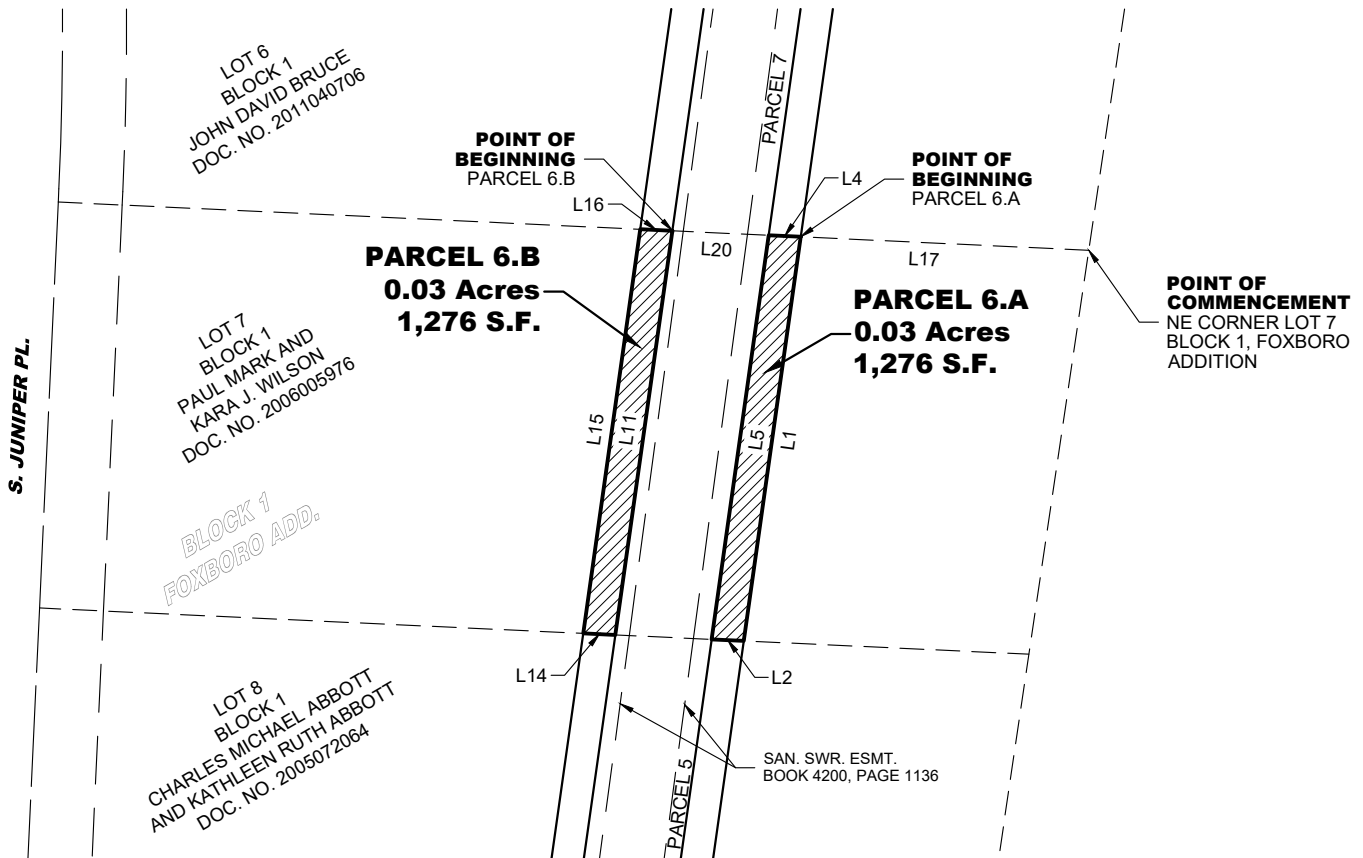 LOT 6
BLOCK 1
JOHN DAVID BRUCE
DOC. NO. 2011040706
PARCEL 7
POINT OF
BEGINNING
PARCEL 6.B
L16
L4
POINT OF
BEGINNING
PARCEL 6.A
L20
L17
PARCEL 6.B
0.03 Acres
1,276 S.F.
PARCEL 6.A
0.03 Acres
1,276 S.F.
POINT OF
COMMENCEMENT
NE CORNER LOT 7
BLOCK 1, FOXBORO
ADDITION
S. JUNIPER PL.
LOT 7
BLOCK 1
PAUL MARK AND
KARA J. WILSON
DOC. NO. 2006005976
L15
L11
L5
L1
BLOCK 1
FOXBORO ADD.
L14
L2
LOT 8
BLOCK 1
CHARLES MICHAEL ABBOTT
AND KATHLEEN RUTH ABBOTT
DOC. NO. 2005072064
PARCEL 5
SAN. SWR. ESMT.
BOOK 4200, PAGE 1136